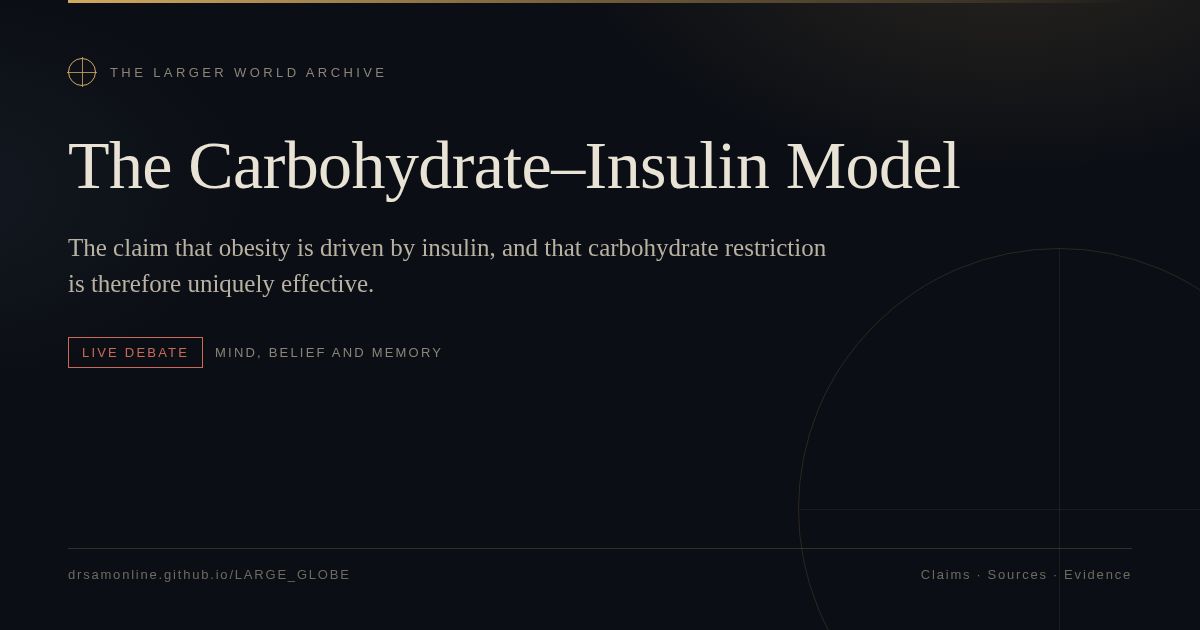 THE LARGER WORLD ARCHIVE
The Carbohydrate–Insulin Model
The claim that obesity is driven by insulin, and that carbohydrate restriction
is therefore uniquely effective.
LIVE DEBATE MIND, BELIEF AND MEMORY
drsamonline.github.io/LARGE_GLOBE Claims · Sources · Evidence